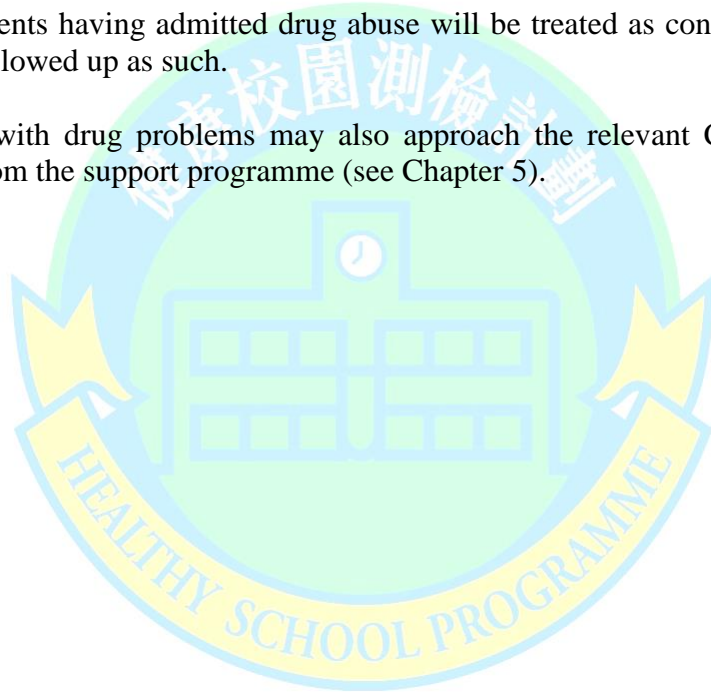 ents having admitted drug abuse will be treated as con
llowed up as such.
with drug problems may also approach the relevant C
om the support programme (see Chapter 5).
健康校園測檢計劃
HEALTHY SCHOOL PROGRAMME